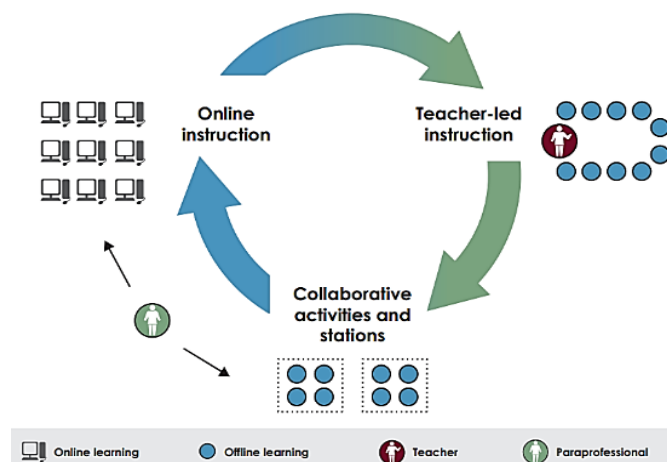 Online
instruction
Teacher-led
instruction
Collaborative
activities and
stations
Online learning
Offline learning
Teacher
Paraprofessional